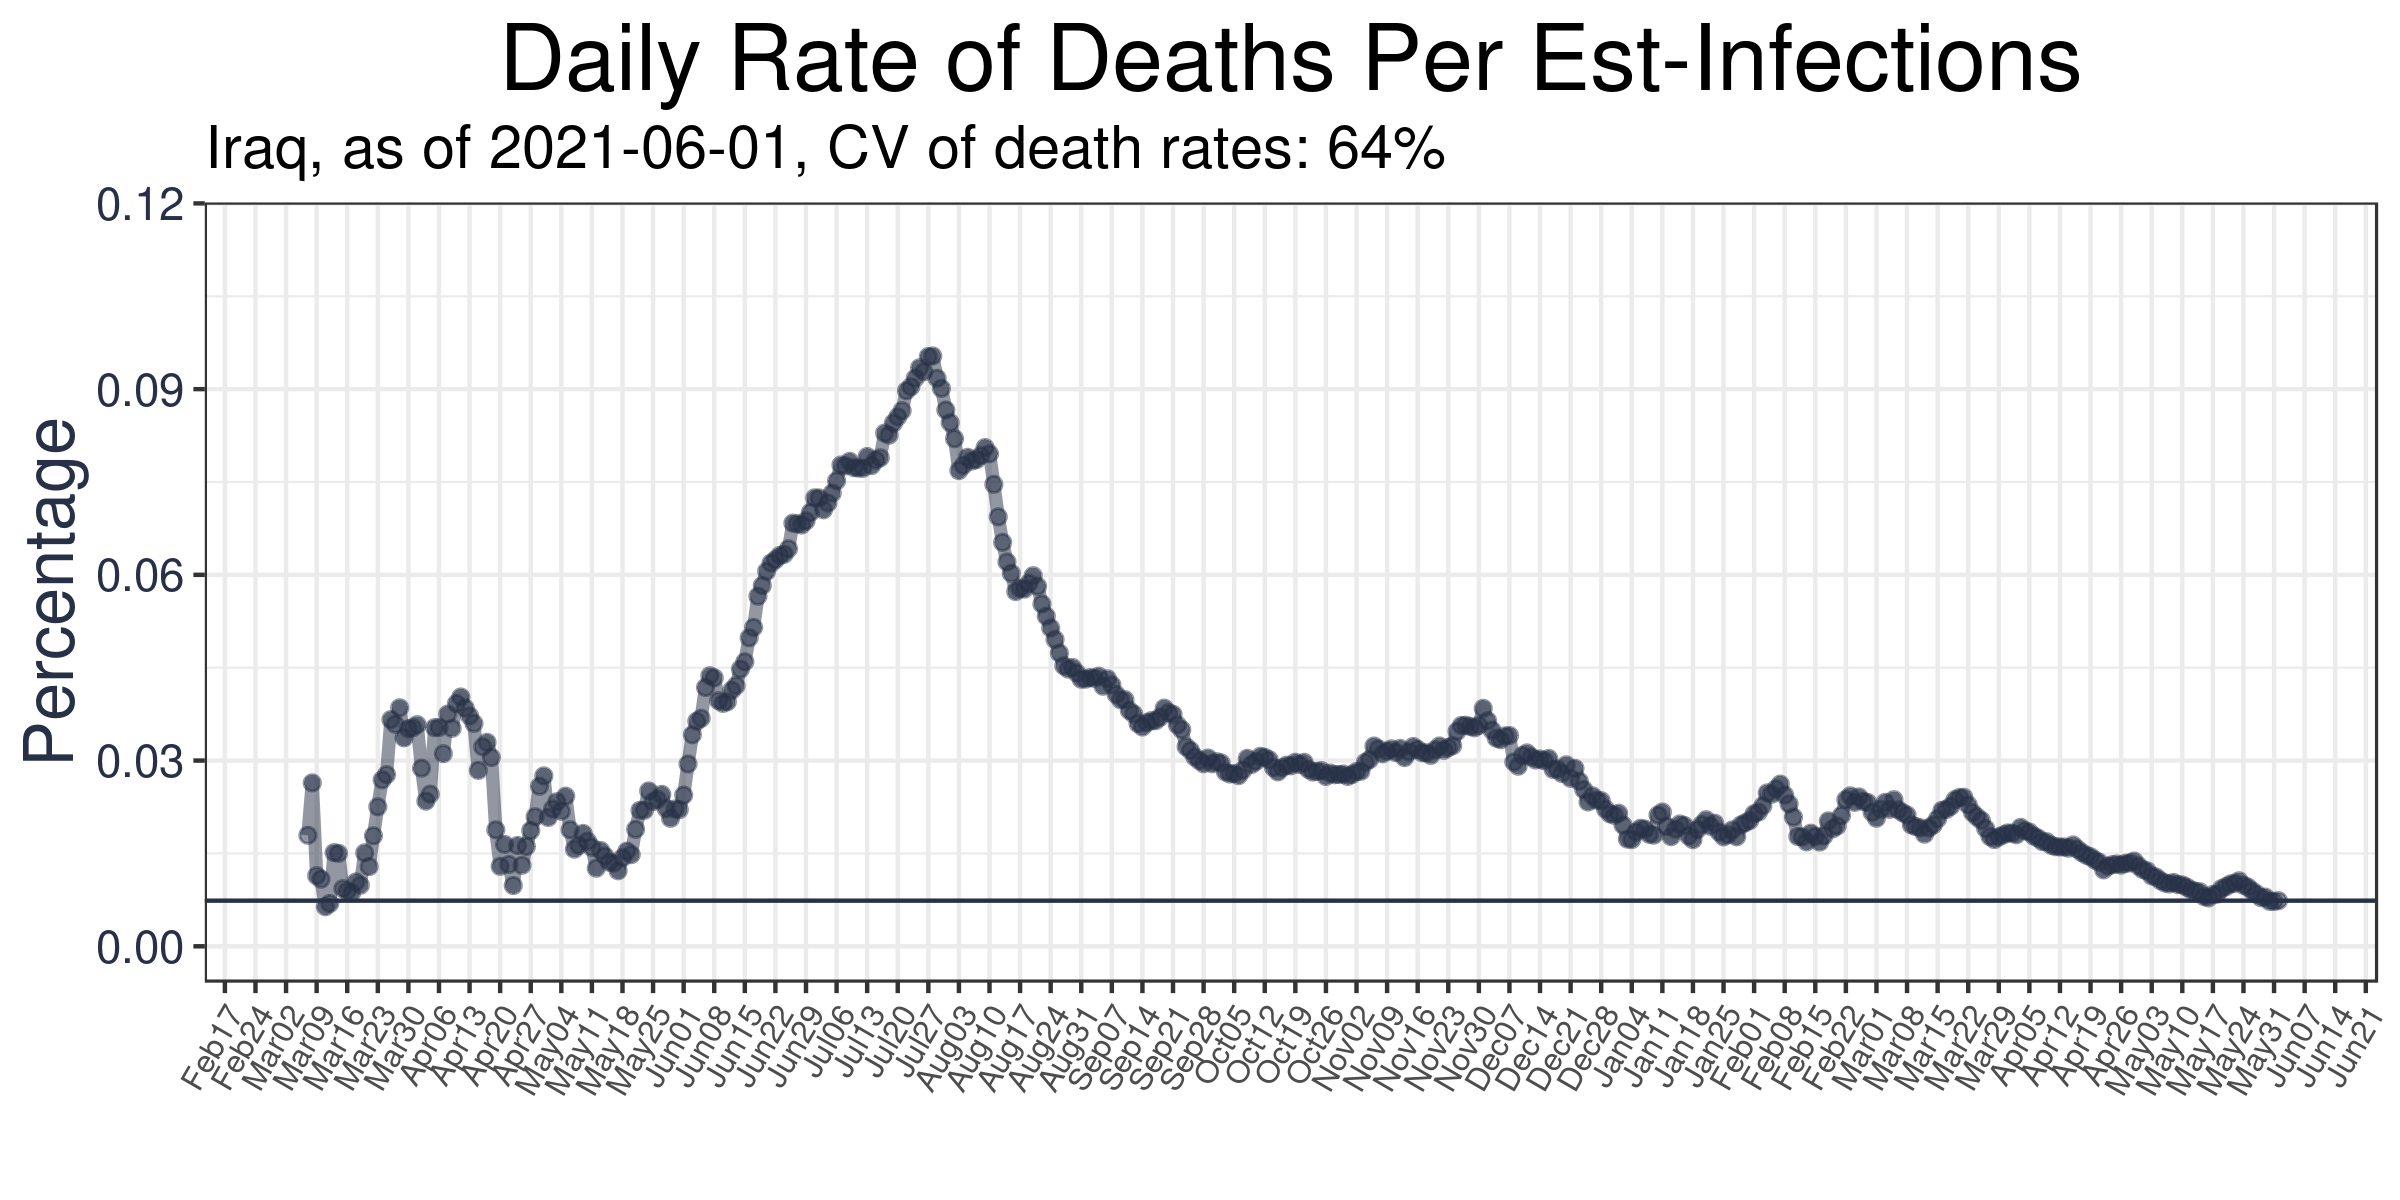 Daily Rate of Deaths Per Est-Infections
Iraq, as of 2021-06-01, CV of death rates: 64%
Percentage
0.12
0.09
0.06
0.03
0.00
Feb17
Feb24
Mar02
Mar09
Mar16
Mar23
Mar30
Apr06
Apr13
Apr20
Apr27
May04
May11
May18
May25
Jun01
Jun08
Jun15
Jun22
Jun29
Jul06
Jul13
Jul20
Jul27
Aug03
Aug10
Aug17
Aug24
Aug31
Sep07
Sep14
Sep21
Sep28
Oct05
Oct12
Oct19
Oct26
Nov02
Nov09
Nov16
Nov23
Nov30
Dec07
Dec14
Dec21
Dec28
Jan04
Jan11
Jan18
Jan25
Feb01
Feb08
Feb15
Feb22
Mar01
Mar08
Mar15
Mar22
Mar29
Apr05
Apr12
Apr19
Apr26
May03
May10
May17
May24
May31
Jun07
Jun14
Jun21